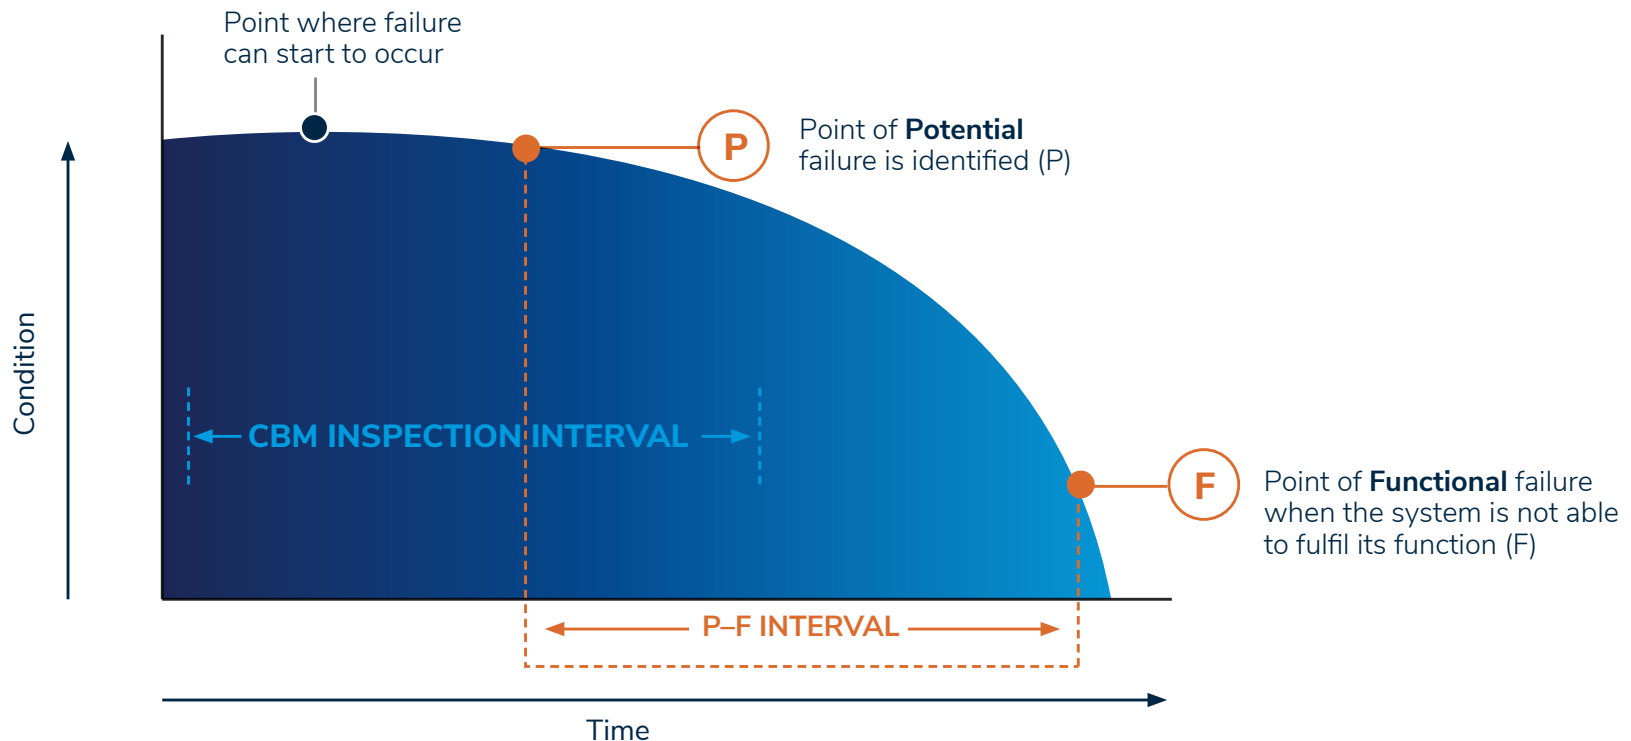 Point where failure
can start to occur
P
Point of Potential
failure is identified (P)
Condition
CBM INSPECTION INTERVAL
F
Point of Functional failure
when the system is not able
to fulfil its function (F)
P–F INTERVAL
Time